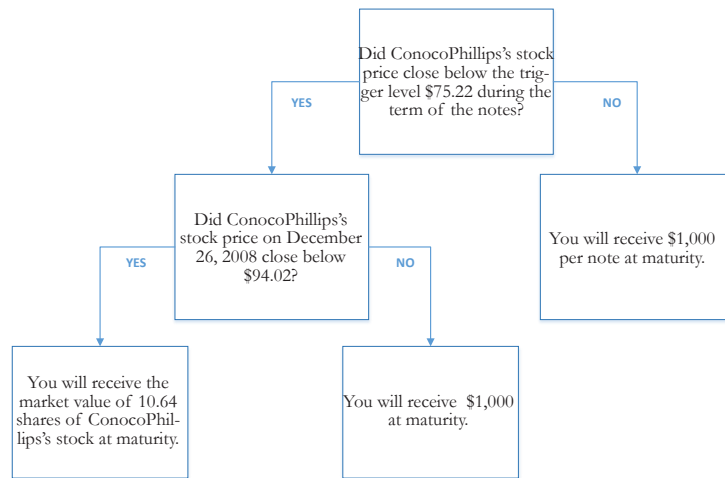 Did ConocoPhillips's stock
price close below the trig-
ger level $75.22 during the
term of the notes?
YES
NO
Did ConocoPhillips's
stock price on December
26, 2008 close below
$94.02?
You will receive $1,000
per note at maturity.
YES
NO
You will receive the
market value of 10.64
shares of ConocoPhil-
lips's stock at maturity.
You will receive $1,000
at maturity.